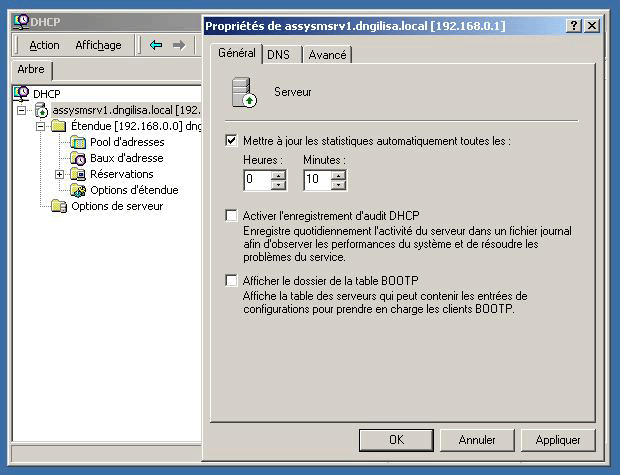 DHCP
Action Affichage
Arbre
DHCP
assysmsrv1.dngilisa.local [192.
Étendue [192.168.0.0] dng
Pool d'adresses
Baux d'adresse
Réservations
Options d'étendue
Options de serveur
Propriétés de assysmsrv1.dngilisa.local [192.168.0.1]
Général DNS Avancé
Serveur
Mettre à jour les statistiques automatiquement toutes les :
Heures : Minutes :
0 10
Activer l'enregistrement d'audit DHCP
Enregistre quotidiennement l'activité du serveur dans un fichier journal
afin d'observer les performances du système et de résoudre les
problèmes du service.
Afficher le dossier de la table BOOTP
Affiche la table des serveurs qui peut contenir les entrées de
configurations pour prendre en charge les clients BOOTP.
OK Annuler Appliquer